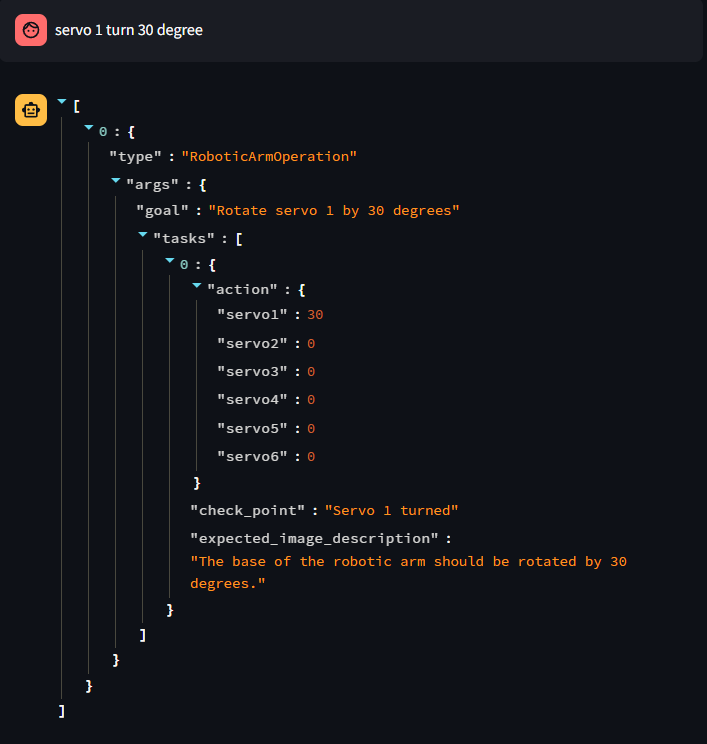 servo 1 turn 30 degree
[
0 : {
"type" : "RoboticArmOperation"
"args" : {
"goal" : "Rotate servo 1 by 30 degrees"
"tasks" : [
0 : {
"action" : {
"servo1" : 30
"servo2" : 0
"servo3" : 0
"servo4" : 0
"servo5" : 0
"servo6" : 0
}
"check_point" : "Servo 1 turned"
"expected_image_description" :
"The base of the robotic arm should be rotated by 30
degrees."
}
]
}
}
]